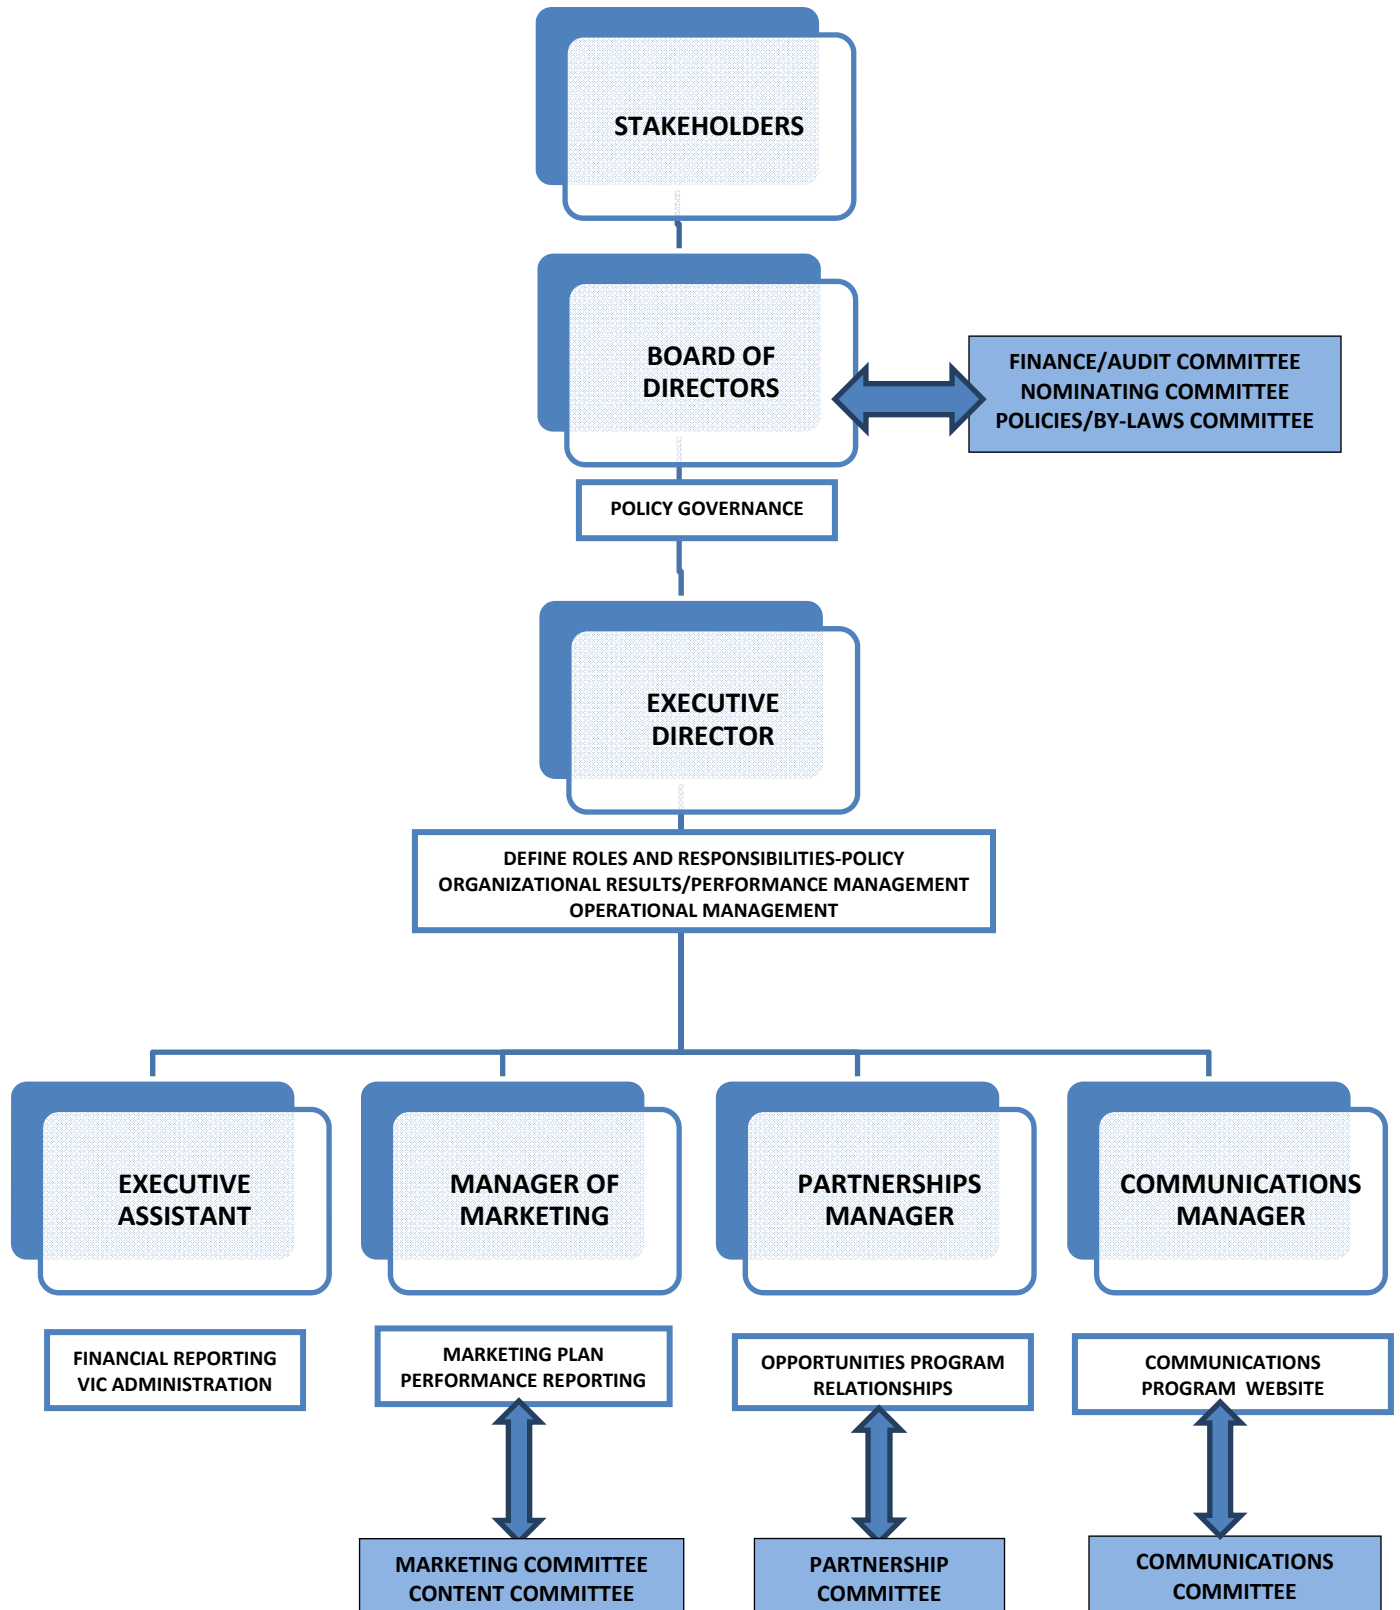 STAKEHOLDERS
BOARD OF
DIRECTORS
FINANCE/AUDIT COMMITTEE
NOMINATING COMMITTEE
POLICIES/BY-LAWS COMMITTEE
POLICY GOVERNANCE
EXECUTIVE
DIRECTOR
DEFINE ROLES AND RESPONSIBILITIES-POLICY
ORGANIZATIONAL RESULTS/PERFORMANCE MANAGEMENT
OPERATIONAL MANAGEMENT
EXECUTIVE
ASSISTANT
MANAGER OF
MARKETING
PARTNERSHIPS
MANAGER
COMMUNICATIONS
MANAGER
FINANCIAL REPORTING
VIC ADMINISTRATION
MARKETING PLAN
PERFORMANCE REPORTING
OPPORTUNITIES PROGRAM
RELATIONSHIPS
COMMUNICATIONS
PROGRAM  WEBSITE
MARKETING COMMITTEE
CONTENT COMMITTEE
PARTNERSHIP
COMMITTEE
COMMUNICATIONS
COMMITTEE